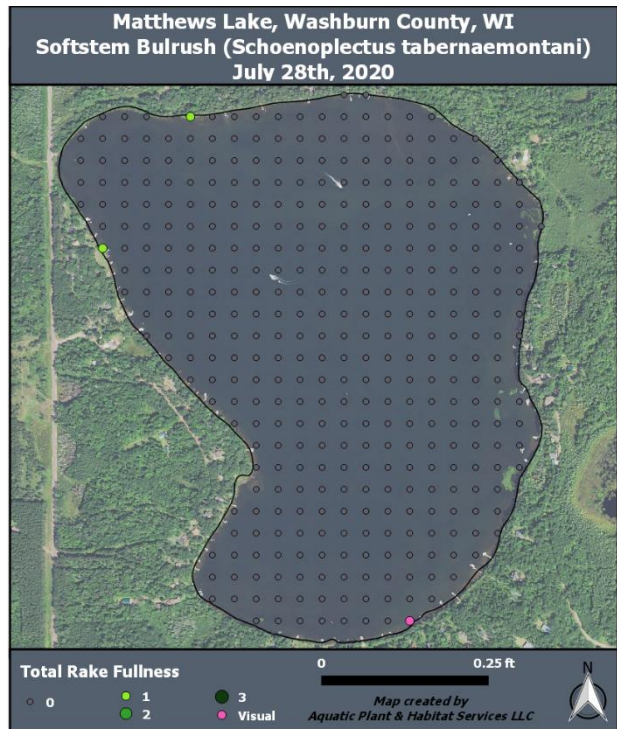 Matthews Lake, Washburn County, WI
Softstem Bulrush (Schoenoplectus tabernaemontani)
July 28th, 2020
Total Rake Fullness
0
1
2
3
Visual
0 0.25 ft
Map created by
Aquatic Plant & Habitat Services LLC
N